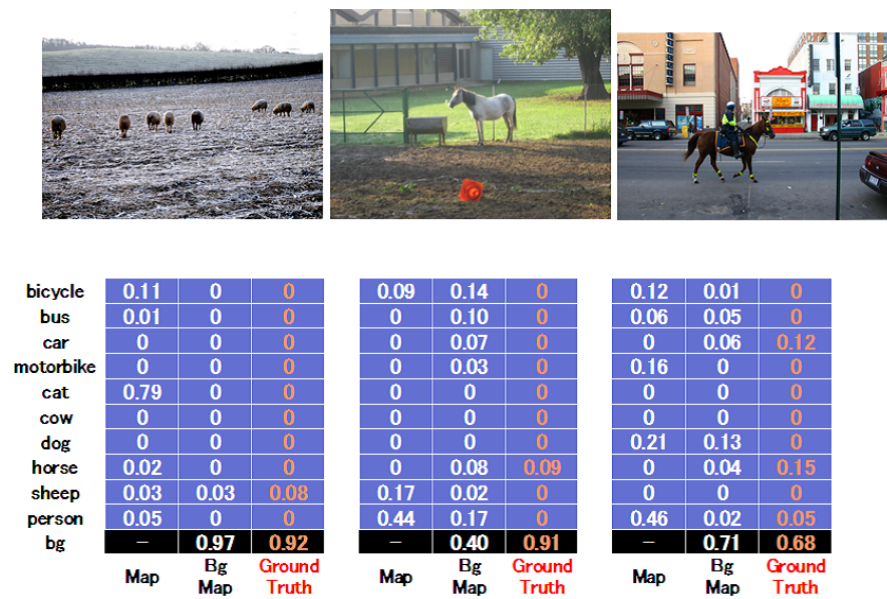 bicycle 0.11 0 0 0.09 0.14 0 0.12 0.01 0
bus 0.01 0 0 0 0.10 0 0.06 0.05 0
car 0 0 0 0 0.07 0 0 0.06 0.12
motorbike 0 0 0 0 0.03 0 0.16 0 0
cat 0.79 0 0 0 0 0 0 0 0
cow 0 0 0 0 0 0 0 0 0
dog 0 0 0 0 0 0 0.21 0.13 0
horse 0.02 0 0 0 0.08 0.09 0 0.04 0.15
sheep 0.03 0.03 0.08 0.17 0.02 0 0 0 0
person 0.05 0 0 0.44 0.17 0 0.46 0.02 0.05
bg – 0.97 0.92 – 0.40 0.91 – 0.71 0.68
Map Bg Map Ground Truth Map Bg Map Ground Truth Map Bg Map Ground Truth